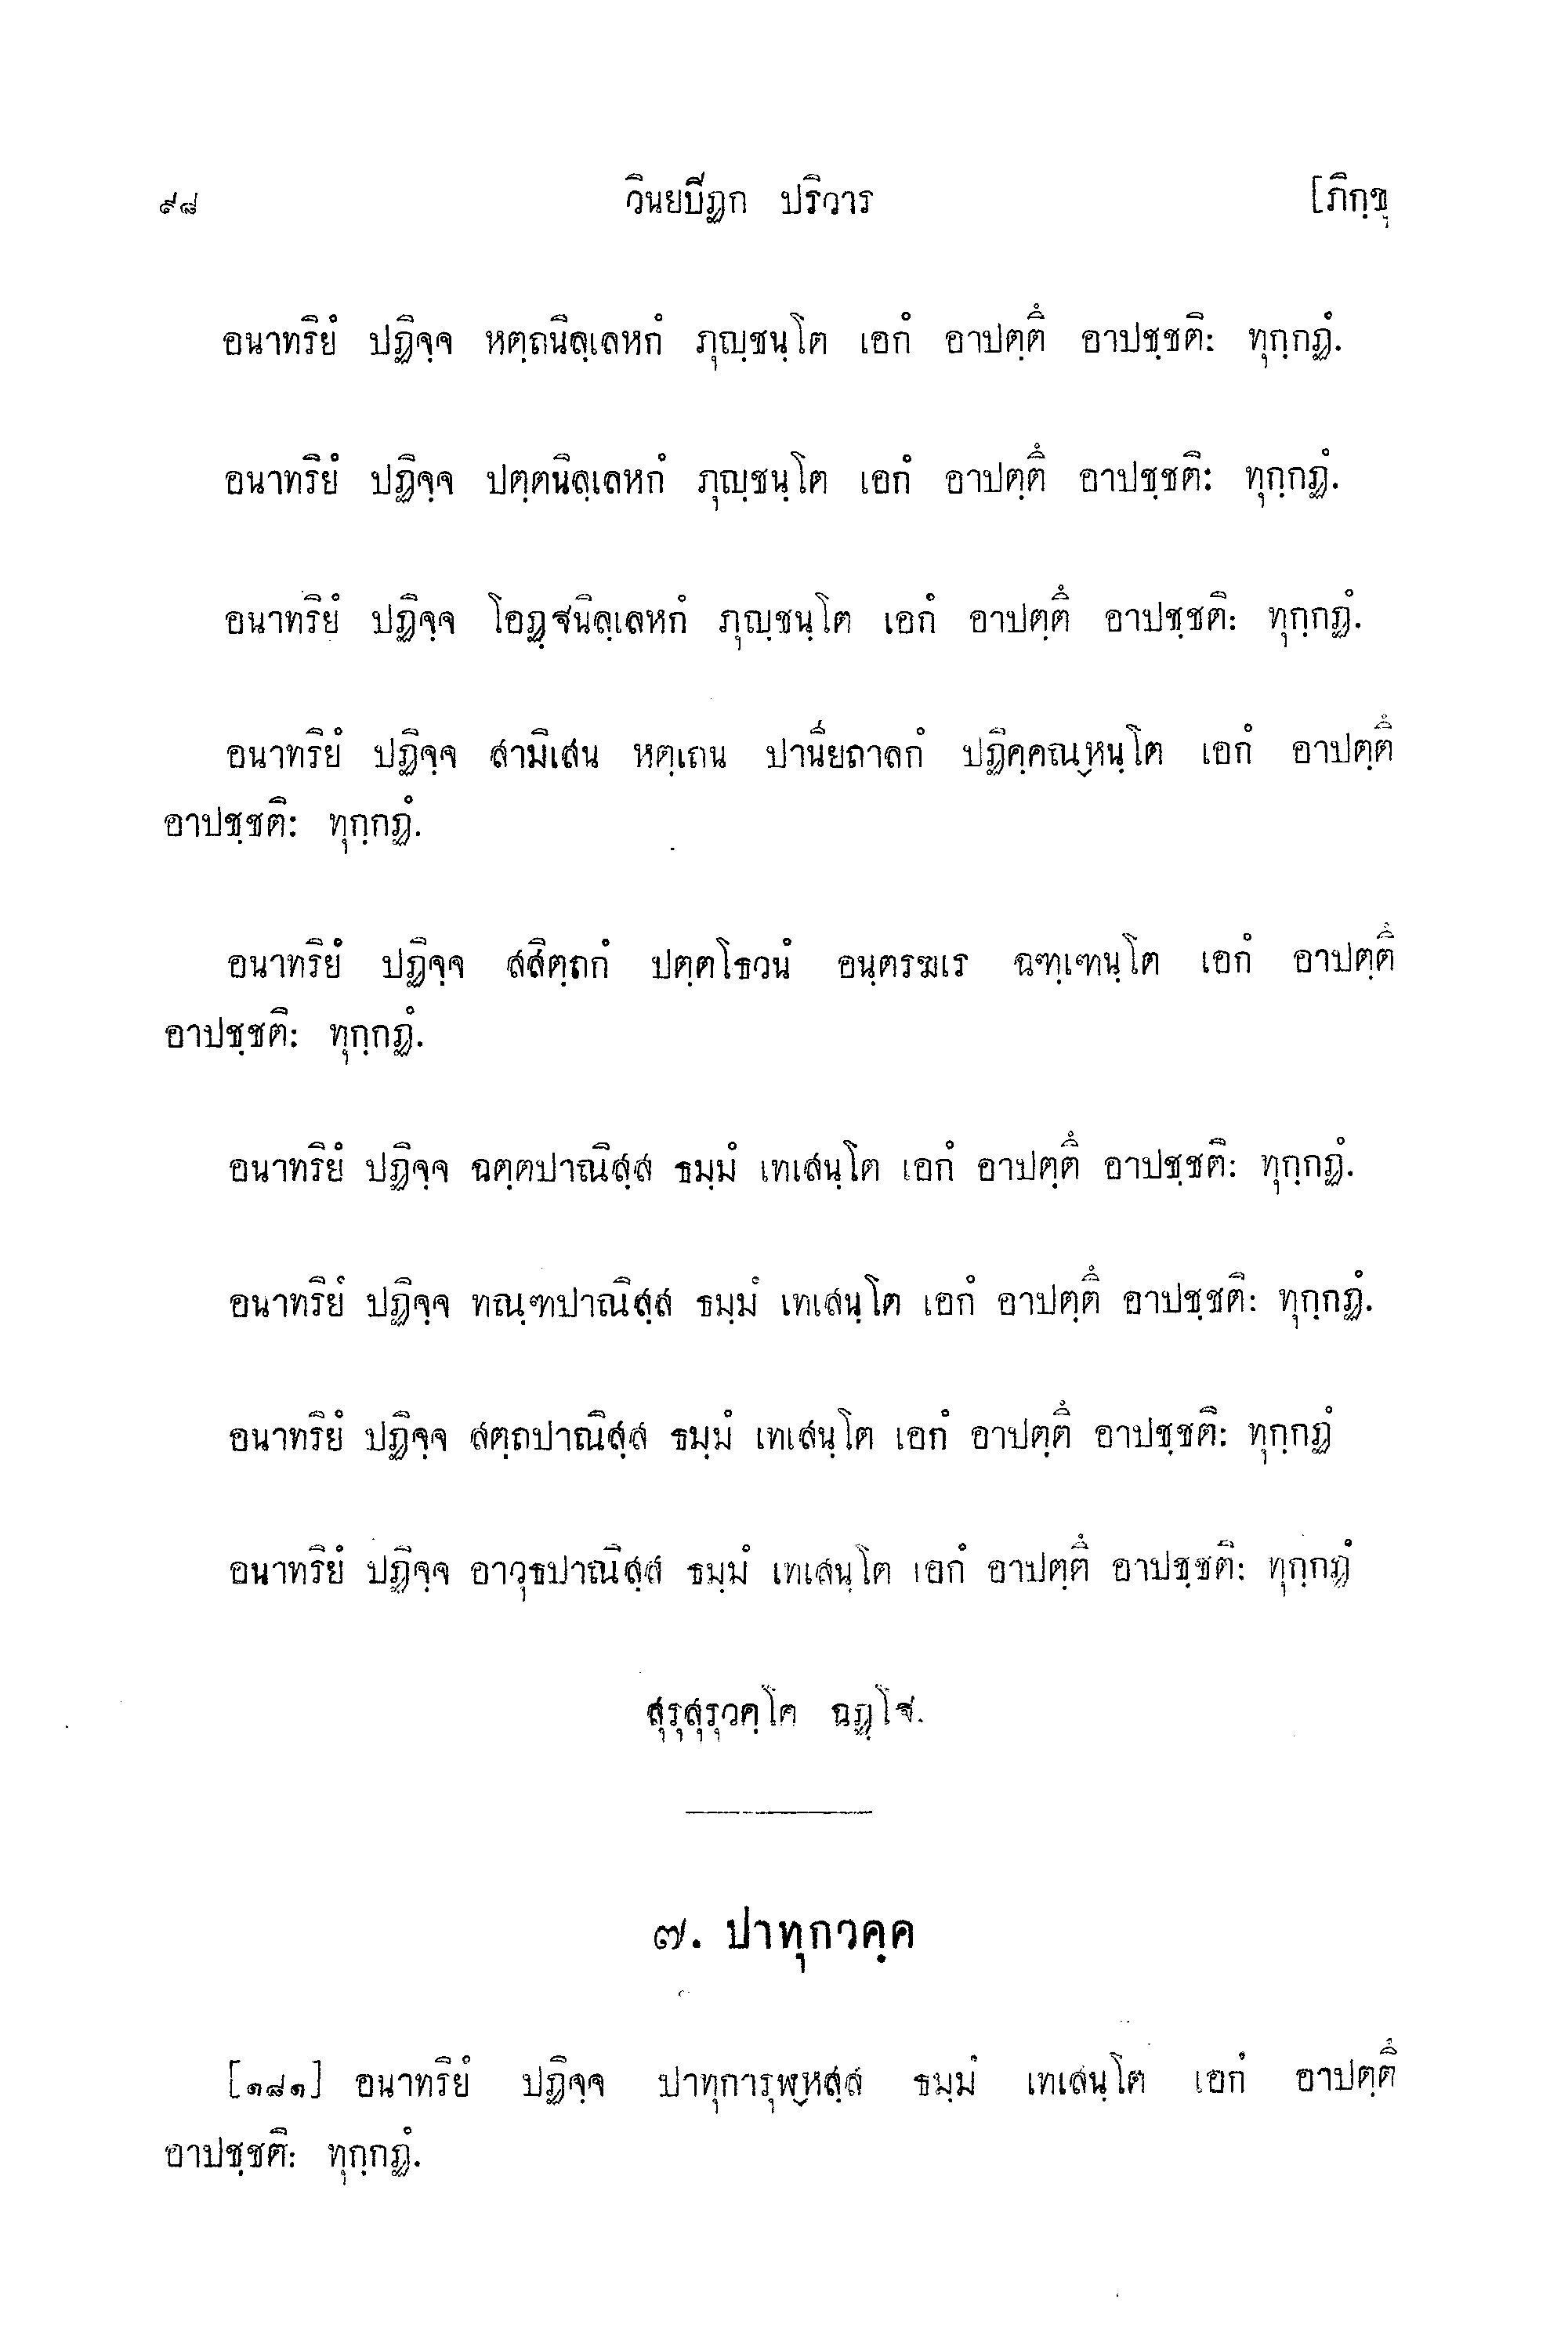 ๙๘ วินยปิฏก ปริวาร [ภิกฺขุ
อนาทริยํ ปฏิจฺจ หตฺถนิลฺเลหกํ ภุญฺชนฺโต เอกํ อาปตฺติํ อาปชฺชติ: ทุกฺกฏํ.
อนาทริยํ ปฏิจฺจ ปตฺตนิลฺเลหกํ ภุญฺชนฺโต เอกํ อาปตฺติํ อาปชฺชติ: ทุกฺกฏํ.
อนาทริยํ ปฏิจฺจ โอฏฺฐนิลฺเลหกํ ภุญฺชนฺโต เอกํ อาปตฺติํ อาปชฺชติ: ทุกฺกฏํ.
อนาทริยํ ปฏิจฺจ สามิเสน หตฺเถน ปานียถาลกํ ปฏิคฺคณฺหนฺโต เอกํ อาปตฺติํ
อาปชฺชติ: ทุกฺกฏํ.
อนาทริยํ ปฏิจฺจ สสิตฺถกํ ปตฺตโธวนํ อนฺตรฆเร ฉฑฺเฑนฺโต เอกํ อาปตฺติํ
อาปชฺชติ: ทุกฺกฏํ.
อนาทริยํ ปฏิจฺจ ฉตฺตปาณิสฺส ธมฺมํ เทเสนฺโต เอกํ อาปตฺติํ อาปชฺชติ: ทุกฺกฏํ.
อนาทริยํ ปฏิจฺจ ทณฺฑปาณิสฺส ธมฺมํ เทเสนฺโต เอกํ อาปตฺติํ อาปชฺชติ: ทุกฺกฏํ.
อนาทริยํ ปฏิจฺจ สตฺถปาณิสฺส ธมฺมํ เทเสนฺโต เอกํ อาปตฺติํ อาปชฺชติ: ทุกฺกฏํ
อนาทริยํ ปฏิจฺจ อาวุธปาณิสฺส ธมฺมํ เทเสนฺโต เอกํ อาปตฺติํ อาปชฺชติ: ทุกฺกฏํ
สุรุสุรุวคฺโค ฉฏฺโฐ.
๗. ปาทุกวคฺค
[๑๘๑] อนาทริยํ ปฏิจฺจ ปาทุการุฬฺหสฺส ธมฺมํ เทเสนฺโต เอกํ อาปตฺติํ
อาปชฺชติ: ทุกฺกฏํ.